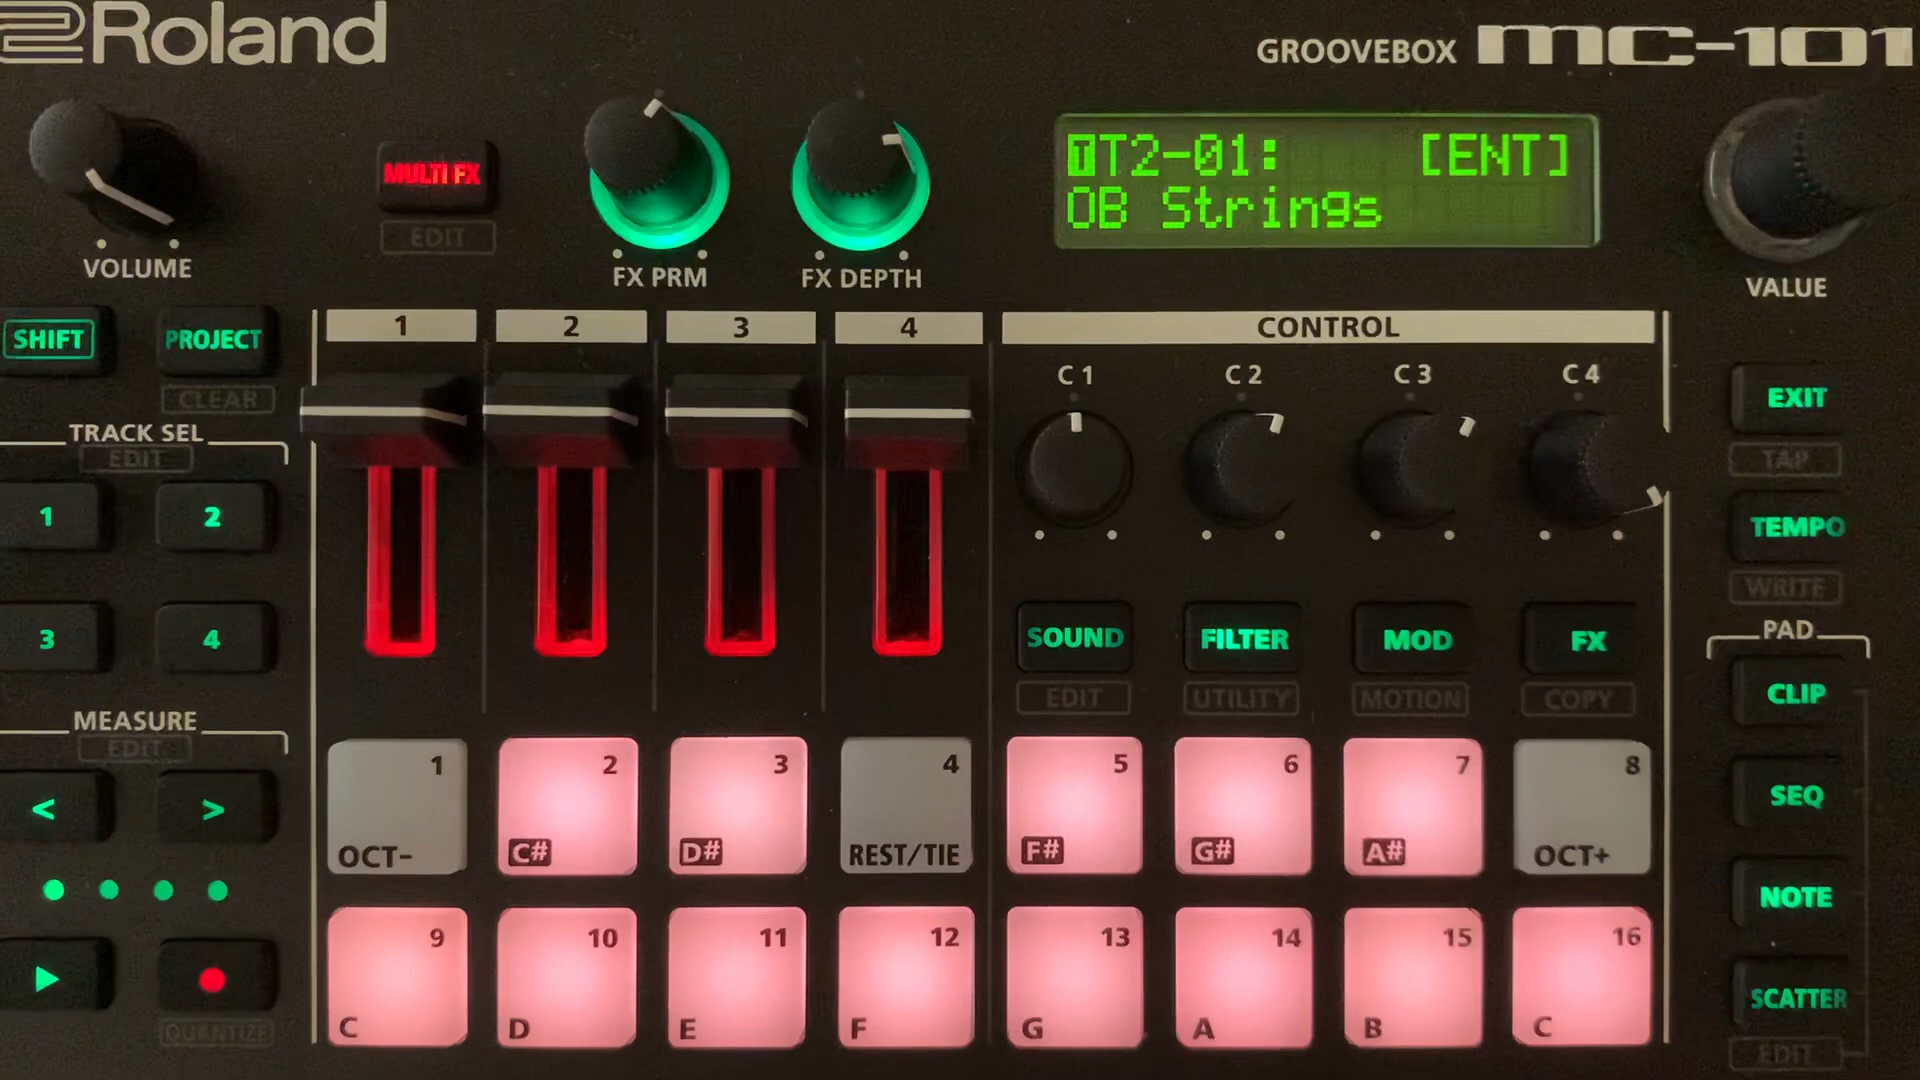 Roland
GROOVEBOX MC-101
MULTI FX
EDIT
VOLUME
FX PRM
FX DEPTH
TT2-01: [ENT]
OB Strings
VALUE
SHIFT
PROJECT
CLEAR
1
2
3
4
CONTROL
C1
C2
C3
C4
EXIT
TAP
TRACK SEL
EDIT
1
2
3
4
TEMPO
WRITE
SOUND
FILTER
MOD
FX
EDIT
UTILITY
MOTION
COPY
PAD
CLIP
SEQ
NOTE
SCATTER
EDIT
MEASURE
EDIT
<
>
QUANTIZE
1
OCT-
2
C#
3
D#
4
REST/TIE
5
F#
6
G#
7
A#
8
OCT+
9
C
10
D
11
E
12
F
13
G
14
A
15
B
16
C